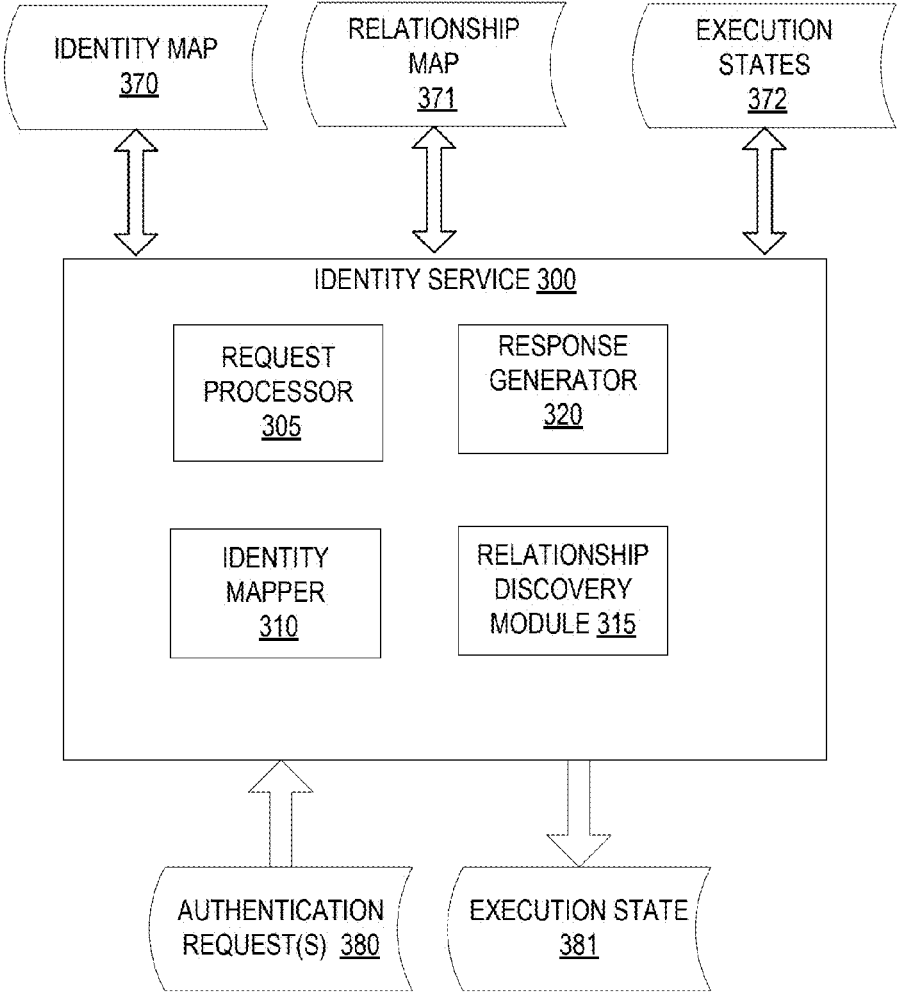 IDENTITY MAP
370
RELATIONSHIP
MAP
371
EXECUTION
STATES
372
IDENTITY SERVICE 300
REQUEST
PROCESSOR
305
RESPONSE
GENERATOR
320
IDENTITY
MAPPER
310
RELATIONSHIP
DISCOVERY
MODULE 315
AUTHENTICATION
REQUEST(S) 380
EXECUTION STATE
381